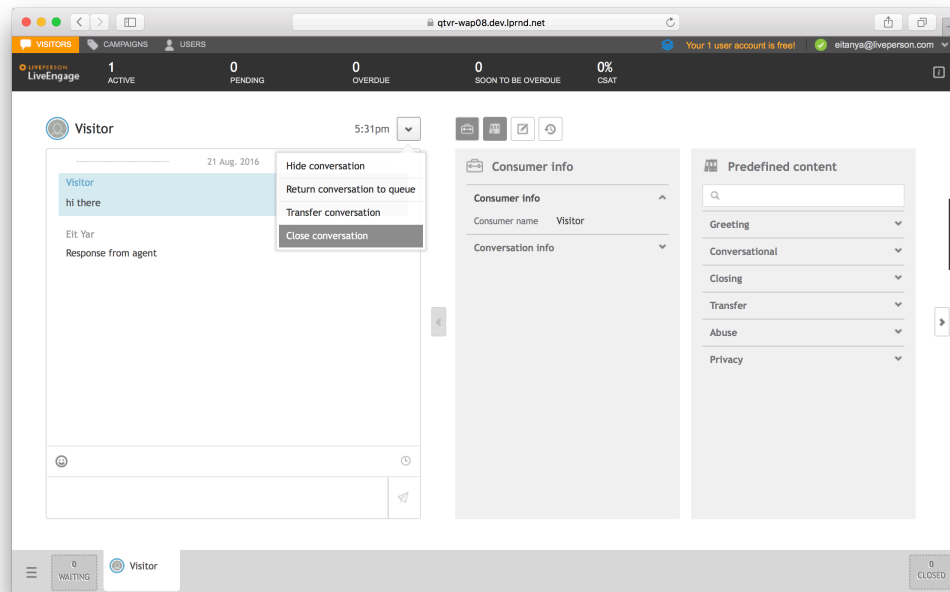 qtvr-wap08.dev.lprnd.net
VISITORS CAMPAIGNS USERS Your 1 user account is free! eitanya@liveperson.com
LIVEPERSON
LiveEngage
1 0 0 0 0%
ACTIVE PENDING OVERDUE SOON TO BE OVERDUE CSAT
Visitor 5:31pm
21 Aug. 2016
Visitor
hi there
Eit Yar
Response from agent
Hide conversation
Return conversation to queue
Transfer conversation
Close conversation
Consumer info
Consumer info
Consumer name Visitor
Conversation info
Predefined content
Greeting
Conversational
Closing
Transfer
Abuse
Privacy
0
WAITING
Visitor
0
CLOSED